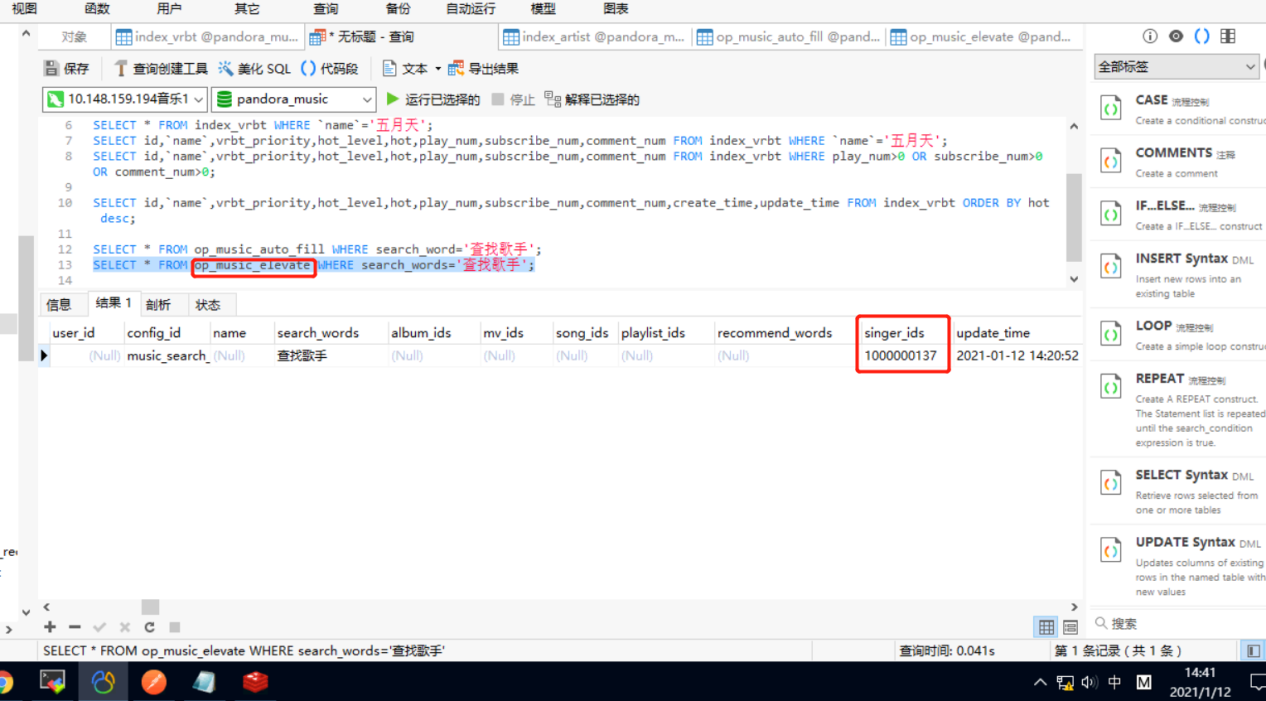 视图 函数 用户 其它 查询 备份 自动运行 模型 图表
对象 index_vrbt @pandora_mu... * 无标题 - 查询 index_artist @pandora_m... op_music_auto_fill @pand... op_music_elevate @pand...
保存 查询创建工具 美化 SQL () 代码段 文本 导出结果
全部标签
10.148.159.194音乐1 pandora_music 运行已选择的 停止 解释已选择的
6 SELECT * FROM index_vrbt WHERE `name`='五月天';
7 SELECT id,`name`,vrbt_priority,hot_level,hot,play_num,subscribe_num,comment_num FROM index_vrbt WHERE `name`='五月天';
8 SELECT id,`name`,vrbt_priority,hot_level,hot,play_num,subscribe_num,comment_num FROM index_vrbt WHERE play_num>0 OR subscribe_num>0
OR comment_num>0;
9
10 SELECT id,`name`,vrbt_priority,hot_level,hot,play_num,subscribe_num,comment_num,create_time,update_time FROM index_vrbt ORDER BY hot
desc;
11
12 SELECT * FROM op_music_auto_fill WHERE search_word='查找歌手';
13 SELECT * FROM op_music_elevate WHERE search_words='查找歌手';
14
信息 结果 1 剖析 状态
user_id config_id name search_words album_ids mv_ids song_ids playlist_ids recommend_words singer_ids update_time
(Null) music_search_ (Null) 查找歌手 (Null) (Null) (Null) (Null) (Null) 1000000137 2021-01-12 14:20:52
CASE 流程控制
Create a conditional construc
COMMENTS 注释
Create a comment
IF...ELSE... 流程控制
Create a IF...ELSE... construct
INSERT Syntax DML
Insert new rows into an
existing table
LOOP 流程控制
Create a simple loop constru
REPEAT 流程控制
Create A REPEAT construct.
The Statement list is repeated
until the search_condition
expression is true.
SELECT Syntax DML
Retrieve rows selected from
one or more tables
UPDATE Syntax DML
Updates columns of existing
rows in the named table with
new values
搜索
SELECT * FROM op_music_elevate WHERE search_words='查找歌手' 查询时间: 0.041s 第 1 条记录 ( 共 1 条 )
中 M 14:41
2021/1/12